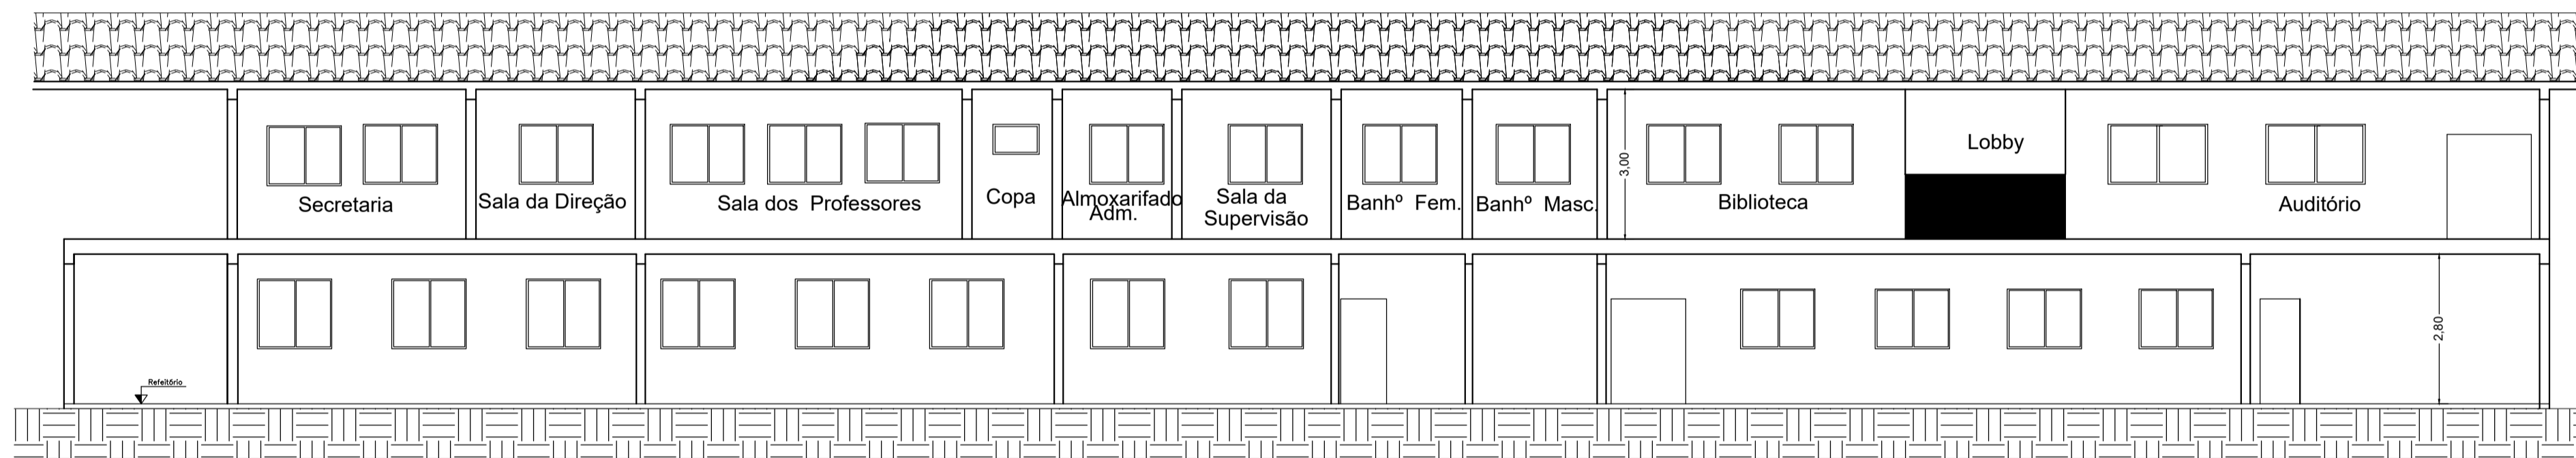 Secretaria
Sala da Direção
Sala dos Professores
Copa
Almoxarifado
Adm.
Sala da
Supervisão
Banhº Fem.
Banhº Masc.
3,00
Biblioteca
Lobby
Auditório
Refeitório
2,80